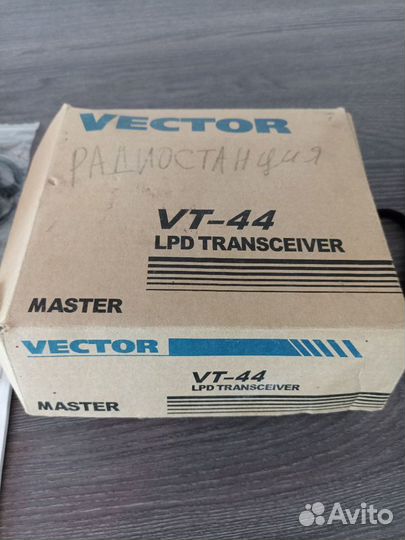 VECTOR
РАДИОСТАНЦИЯ
VT-44
LPD TRANSCEIVER
MASTER
VECTOR
VT-44
LPD TRANSCEIVER
MASTER
Avito